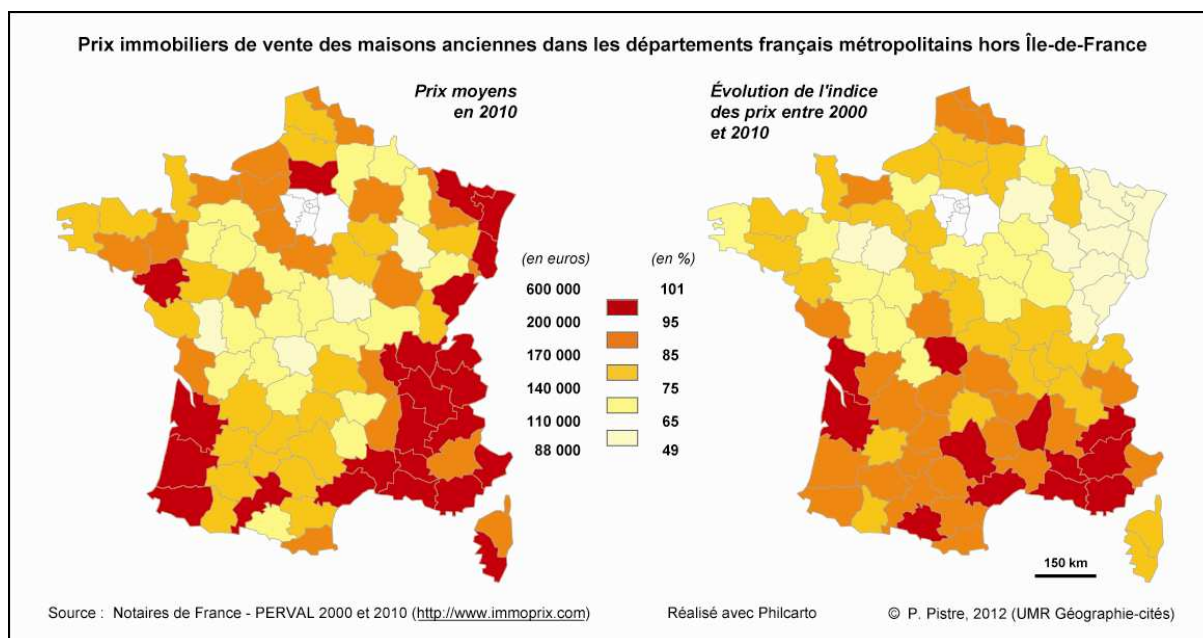 Prix immobiliers de vente des maisons anciennes dans les départements français métropolitains hors Île-de-France
Prix moyens
en 2010
Évolution de l'indice
des prix entre 2000
et 2010
(en euros) (en %)
600 000 101
200 000 95
170 000 85
140 000 75
110 000 65
88 000 49
150 km
Source : Notaires de France - PERVAL 2000 et 2010 (http://www.immoprix.com) Réalisé avec Philcarto © P. Pistre, 2012 (UMR Géographie-cités)